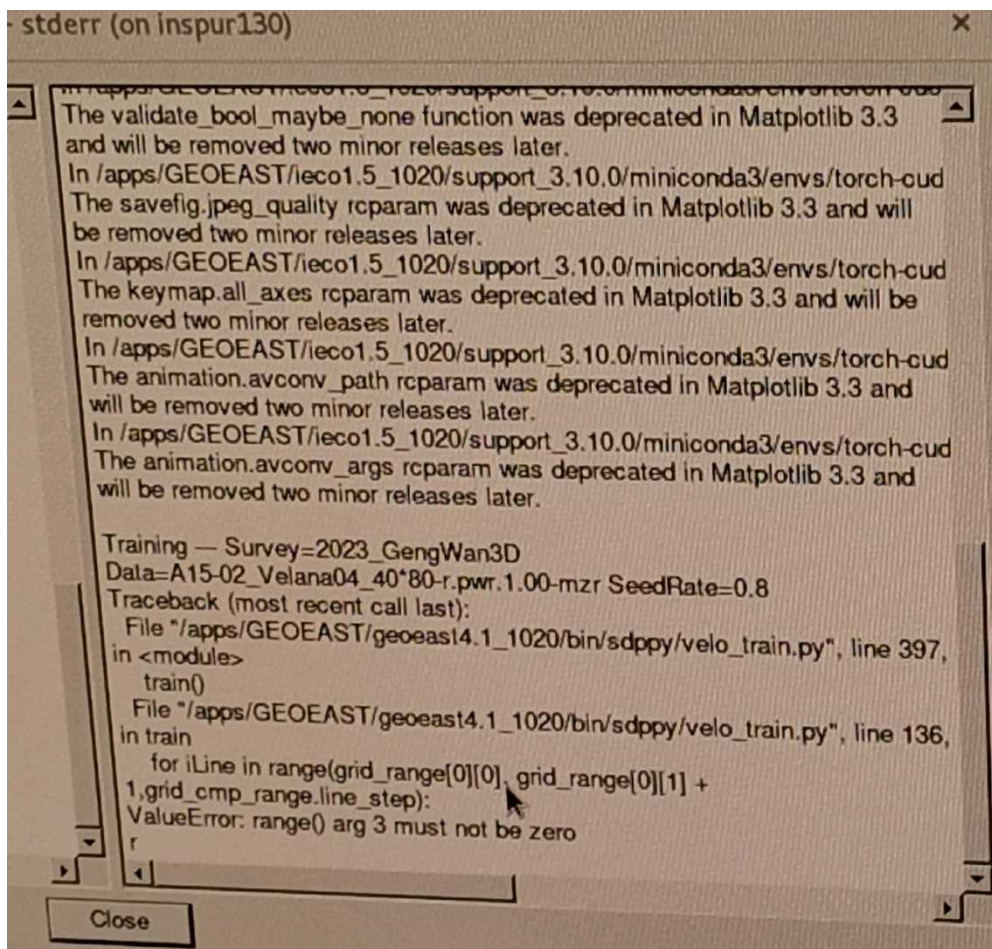 - stderr (on inspur130)
The validate_bool_maybe_none function was deprecated in Matplotlib 3.3
and will be removed two minor releases later.
In /apps/GEOEAST/ieco1.5_1020/support_3.10.0/miniconda3/envs/torch-cud
The savefig.jpeg_quality rcparam was deprecated in Matplotlib 3.3 and will
be removed two minor releases later.
In /apps/GEOEAST/ieco1.5_1020/support_3.10.0/miniconda3/envs/torch-cud
The keymap.all_axes rcparam was deprecated in Matplotlib 3.3 and will be
removed two minor releases later.
In /apps/GEOEAST/ieco1.5_1020/support_3.10.0/miniconda3/envs/torch-cud
The animation.avconv_path rcparam was deprecated in Matplotlib 3.3 and
will be removed two minor releases later.
In /apps/GEOEAST/ieco1.5_1020/support_3.10.0/miniconda3/envs/torch-cud
The animation.avconv_args rcparam was deprecated in Matplotlib 3.3 and
will be removed two minor releases later.
Training — Survey=2023_GengWan3D
Data=A15-02_Velana04_40*80-r.pwr.1.00-mzr SeedRate=0.8
Traceback (most recent call last):
File "/apps/GEOEAST/geoeast4.1_1020/bin/sdppy/velo_train.py", line 397,
in <module>
train()
File "/apps/GEOEAST/geoeast4.1_1020/bin/sdppy/velo_train.py", line 136,
in train
for iLine in range(grid_range[0][0], grid_range[0][1] +
1,grid_cmp_range.line_step):
ValueError: range() arg 3 must not be zero
r
Close